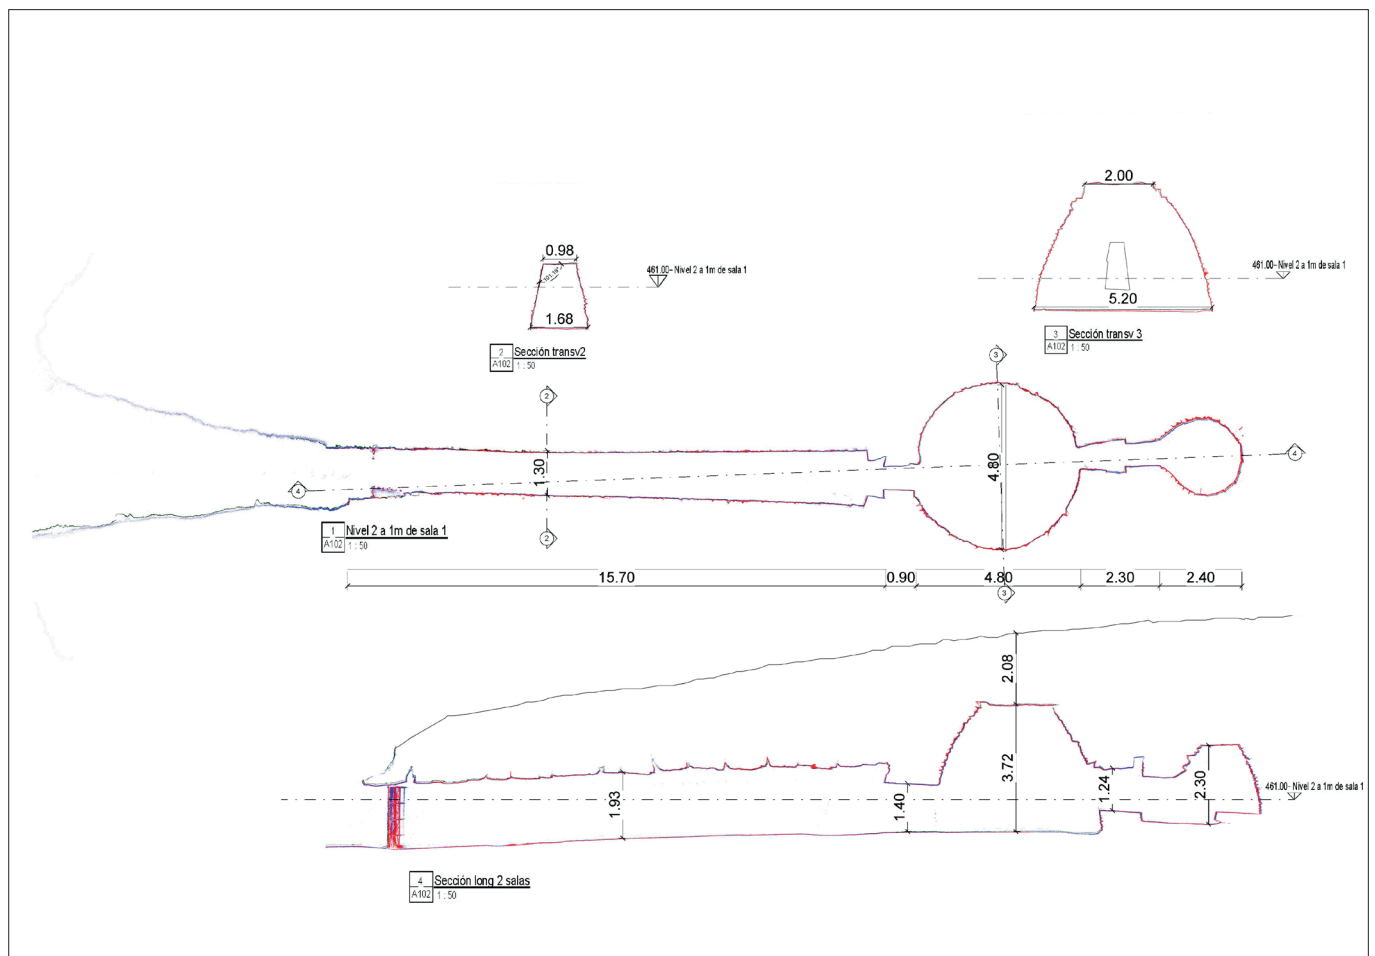 2.00
0.98
461.00- Nivel 2 a 1m de sala 1
461.00- Nivel 2 a 1m de sala 1
1.68
5.20
2
A102
Sección transv2
1 : 50
3
A102
Sección transv 3
1 : 50
3
2
1.30
4.80
4
4
2
1
A102
Nivel 2 a 1m de sala 1
1 : 50
15.70
0.90
4.80
2.30
2.40
3
2.08
3.72
1.93
1.40
1.24
2.30
461.00- Nivel 2 a 1m de sala 1
4
A102
Sección long 2 salas
1 : 50